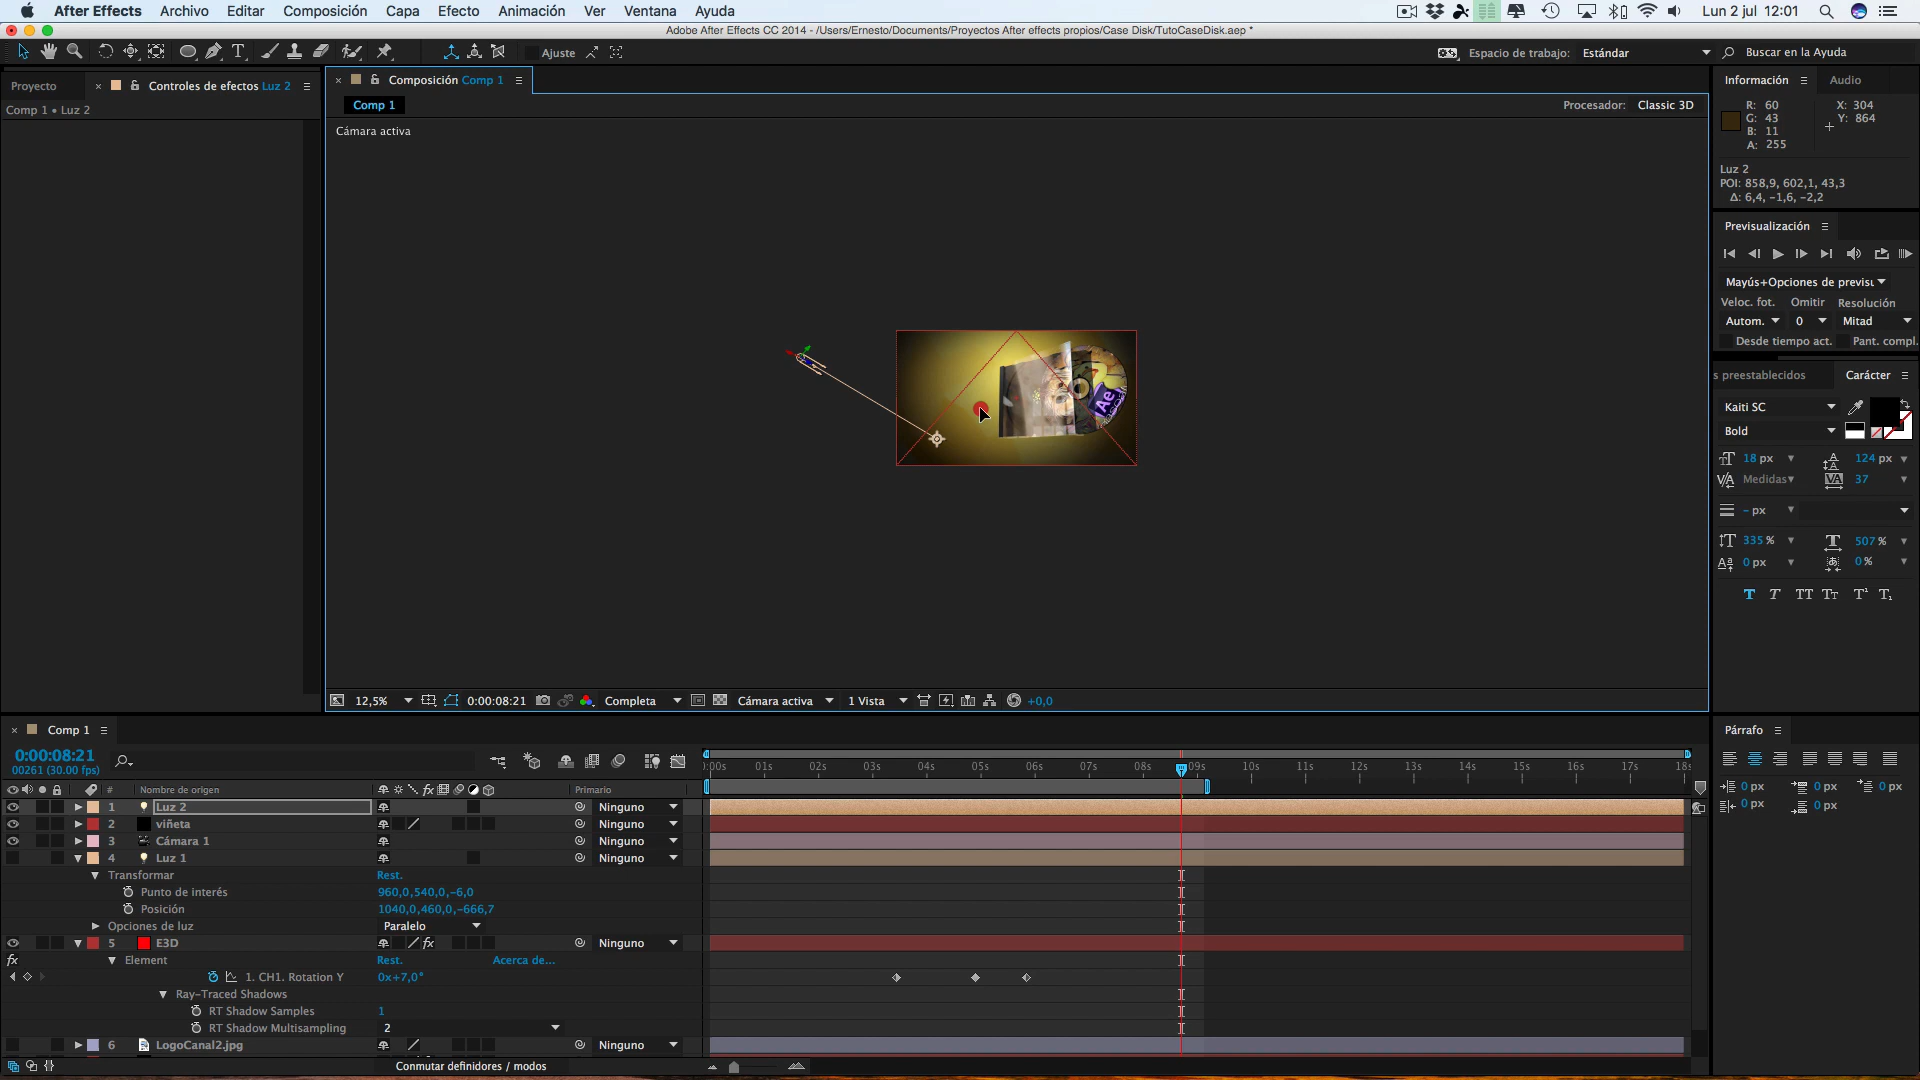 After Effects Archivo Editar Composición Capa Efecto Animación Ver Ventana Ayuda Lun 2 jul 12:01
Adobe After Effects CC 2014 - /Users/Ernesto/Documents/Proyectos After effects propios/Case Disk/TutoCaseDisk.aep *
T Ajuste Espacio de trabajo: Estándar Buscar en la Ayuda
Proyecto × Controles de efectos Luz 2 × Composición Comp 1 Información Audio
Comp 1 • Luz 2
Comp 1 Procesador: Classic 3D
Cámara activa
R: 60 X: 304
G: 43 Y: 864
B: 11
A: 255
Luz 2
POI: 858,9, 602,1, 43,3
Δ: 6,4, -1,6, -2,2
Previsualización
Mayús+Opciones de previsu
Veloc. fot. Omitir Resolución
Autom. 0 Mitad
Desde tiempo act. Pant. compl.
s preestablecidos Carácter
Kaiti SC
Bold
Ae
18 px 124 px
Medidas 37
- px
335 % 507 %
0 px 0 %
T T TT Tт T¹ T₁
12,5% 0:00:08:21 Completa Cámara activa 1 Vista +0,0
× Comp 1 Párrafo
0:00:08:21
00261 (30.00 fps)
):00s 01s 02s 03s 04s 05s 06s 07s 08s 09s 10s 11s 12s 13s 14s 15s 16s 17s 18s
# Nombre de origen fx Primario
0 px 0 px 0 px
0 px 0 px
1 Luz 2 Ninguno
2 viñeta Ninguno
3 Cámara 1 Ninguno
4 Luz 1 Ninguno
Transformar Rest.
Punto de interés 960,0,540,0,-6,0
Posición 1040,0,460,0,-666,7
Opciones de luz Paralelo
5 E3D fx Ninguno
fx Element Rest. Acerca de...
1. CH1. Rotation Y 0x+7,0°
Ray-Traced Shadows
RT Shadow Samples 1
RT Shadow Multisampling 2
6 LogoCanal2.jpg Ninguno
Conmutar definidores / modos